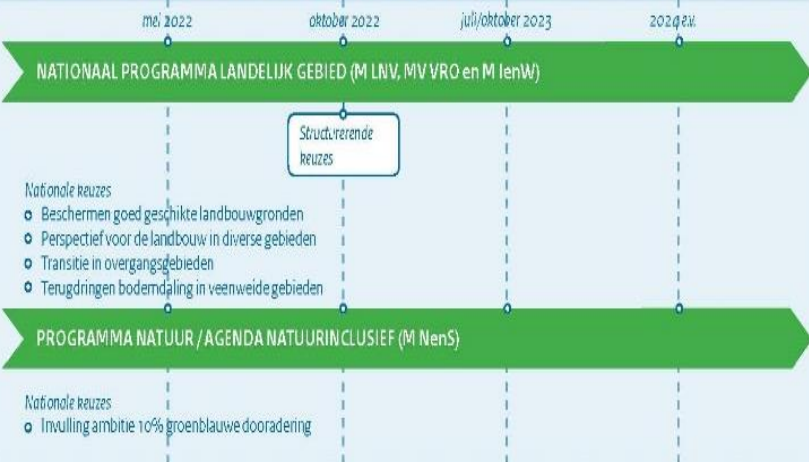 mei 2022 oktober 2022 juli/oktober 2023 2024 e.v.
NATIONAAL PROGRAMMA LANDELIJK GEBIED (M LNV, MV VRO en M IenW)
Structurerende
keuzes
Nationale keuzes
Beschermen goed geschikte landbouwgronden
Perspectief voor de landbouw in diverse gebieden
Transitie in overgangsgebieden
Terugdringen bodemdaling in veenweidegebieden
PROGRAMMA NATUUR / AGENDA NATUURINCLUSIEF (M NenS)
Nationale keuzes
Invulling ambitie 10% groenblauwe dooradering